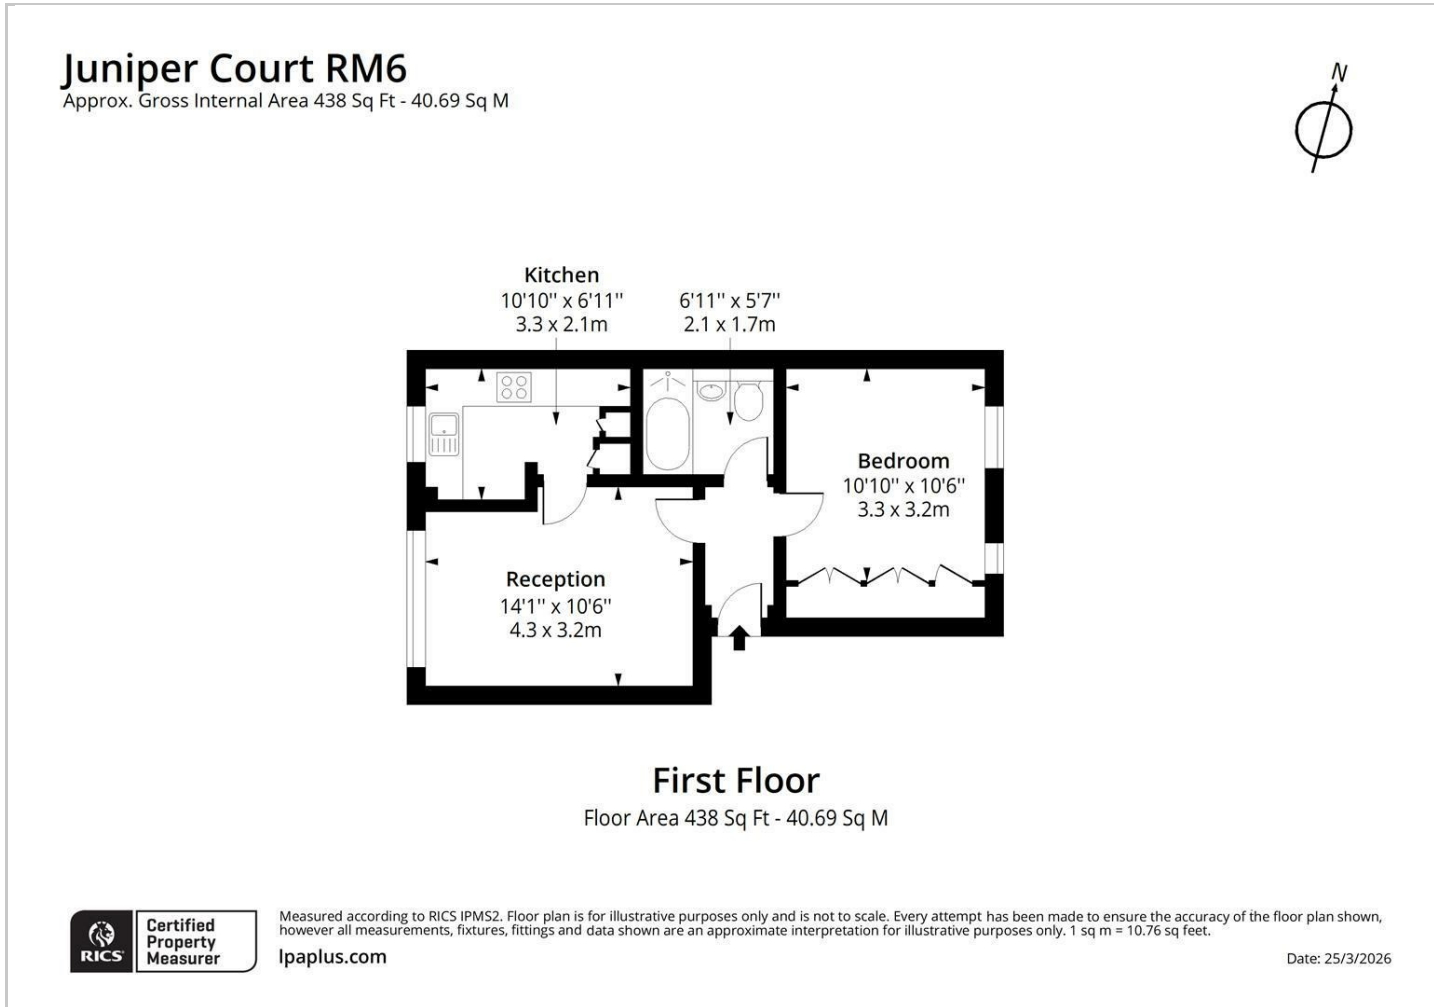 Juniper Court RM6
Approx. Gross Internal Area 438 Sq Ft - 40.69 Sq M
N
Kitchen
10'10'' x 6'11''
3.3 x 2.1m
6'11'' x 5'7''
2.1 x 1.7m
Bedroom
10'10'' x 10'6''
3.3 x 3.2m
Reception
14'1'' x 10'6''
4.3 x 3.2m
First Floor
Floor Area 438 Sq Ft - 40.69 Sq M
RICS
Certified
Property
Measurer
Measured according to RICS IPMS2. Floor plan is for illustrative purposes only and is not to scale. Every attempt has been made to ensure the accuracy of the floor plan shown,
however all measurements, fixtures, fittings and data shown are an approximate interpretation for illustrative purposes only. 1 sq m = 10.76 sq feet.
lpaplus.com
Date: 25/3/2026